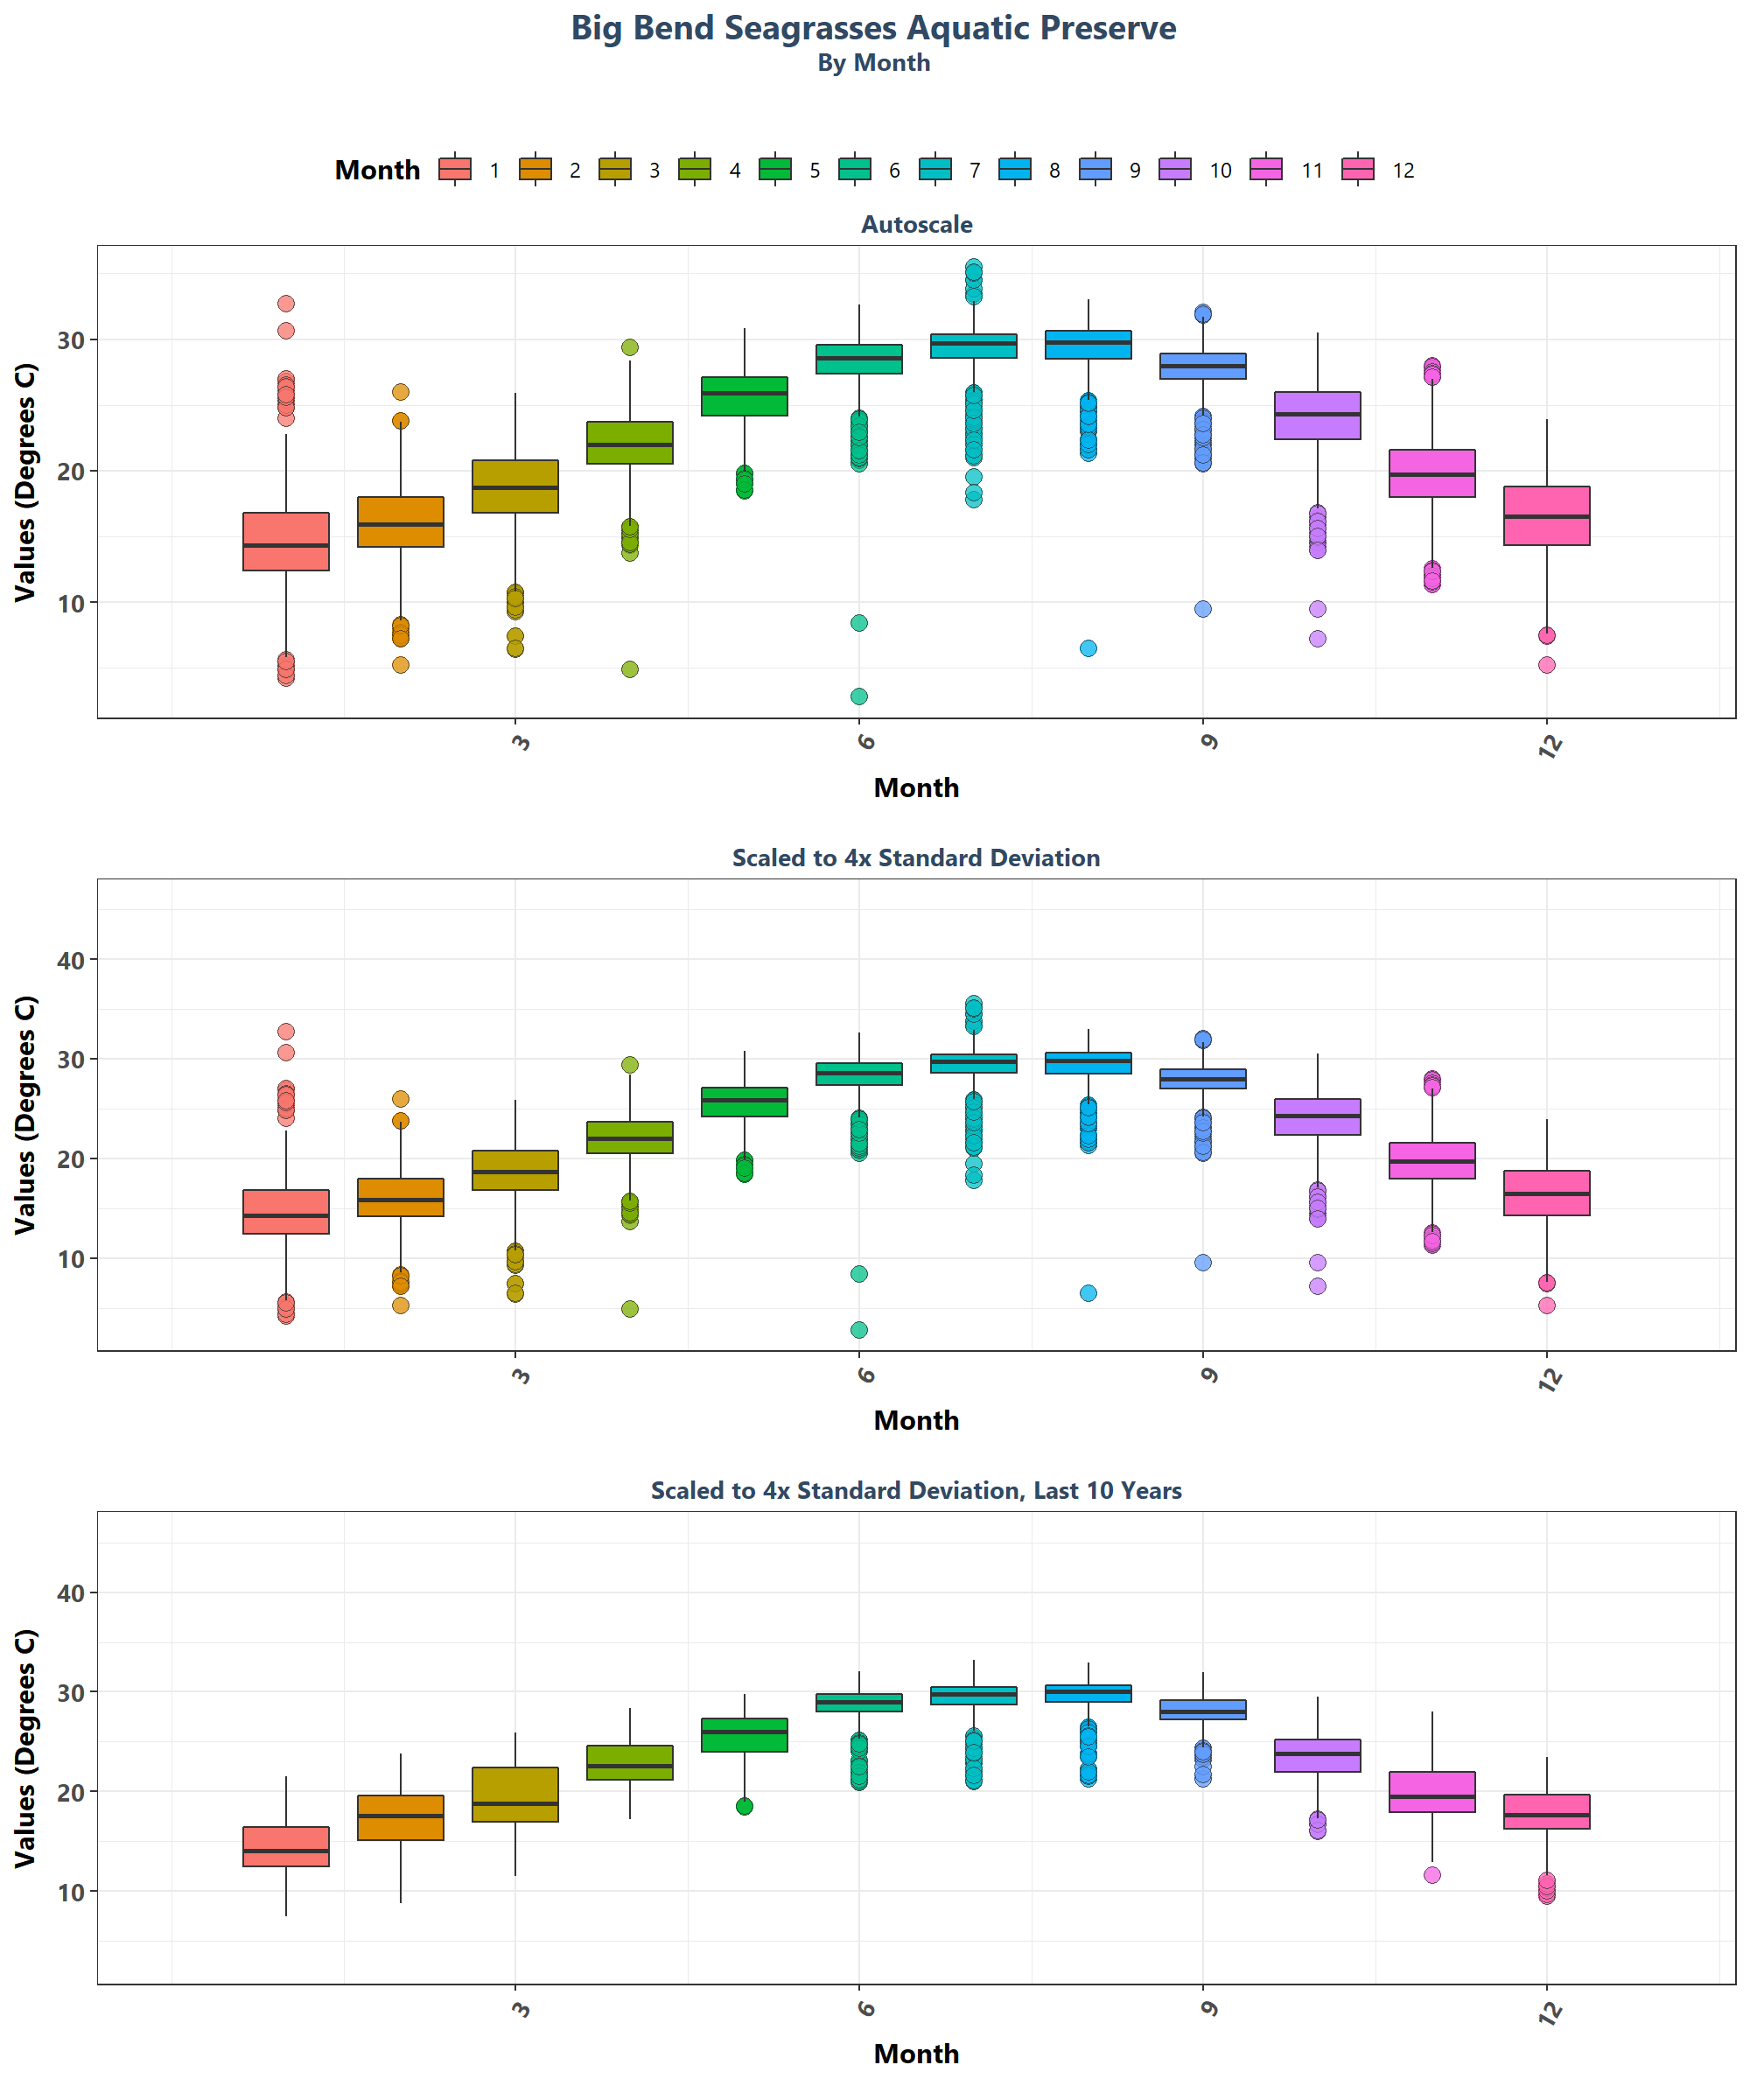 Big Bend Seagrasses Aquatic Preserve
By Month
Month 1 2 3 4 5 6 7 8 9 10 11 12
Autoscale
Values (Degrees C)
30
20
10
3 6 9 12
Month
Scaled to 4x Standard Deviation
Values (Degrees C)
40
30
20
10
3 6 9 12
Month
Scaled to 4x Standard Deviation, Last 10 Years
Values (Degrees C)
40
30
20
10
3 6 9 12
Month